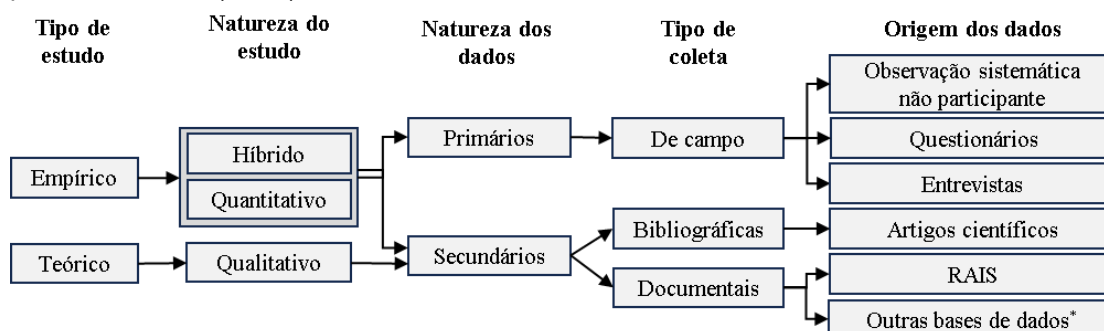 Tipo de
estudo
Natureza do
estudo
Natureza dos
dados
Tipo de
coleta
Origem dos dados
Observação sistemática
não participante
Híbrido
Primários
De campo
Questionários
Empírico
Quantitativo
Entrevistas
Bibliográficas
Artigos científicos
Teórico
Qualitativo
Secundários
Documentais
RAIS
Outras bases de dados*